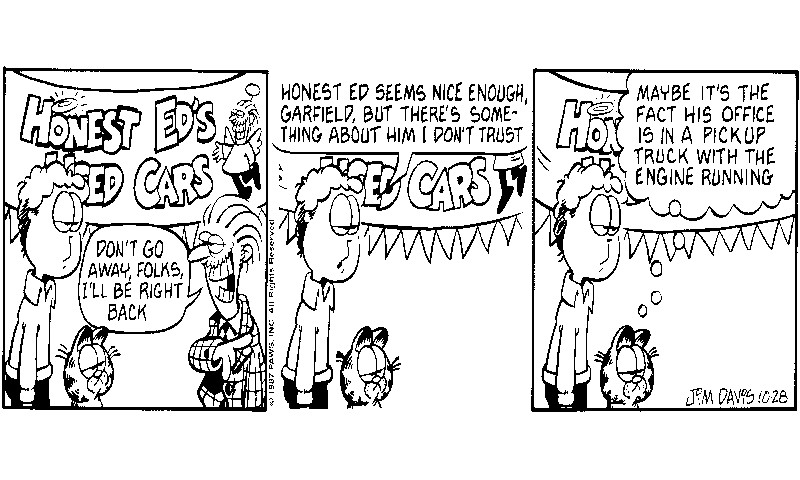 HONEST ED'S
USED CARS
DON'T GO
AWAY, FOLKS,
I'LL BE RIGHT
BACK
© 1987 PAWS, INC. All Rights Reserved
HONEST ED SEEMS NICE ENOUGH,
GARFIELD, BUT THERE'S SOME-
THING ABOUT HIM I DON'T TRUST
USED CARS
HON
MAYBE IT'S THE
FACT HIS OFFICE
IS IN A PICKUP
TRUCK WITH THE
ENGINE RUNNING
JIM DAVIS 10·28